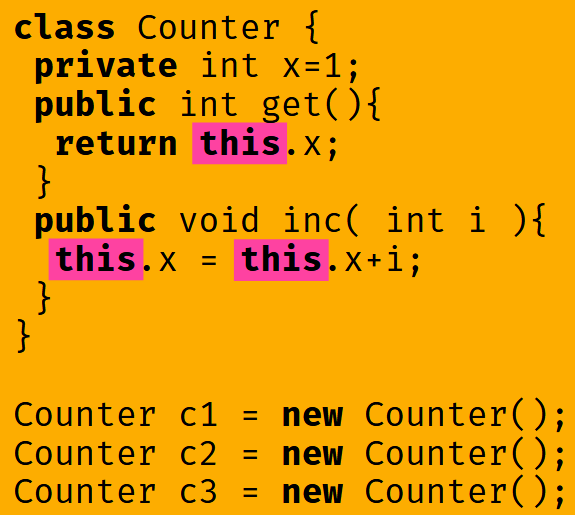 class Counter {
private int x=1;
public int get(){
return this.x;
}
public void inc( int i ){
this.x = this.x+i;
}
}
Counter c1 = new Counter();
Counter c2 = new Counter();
Counter c3 = new Counter();